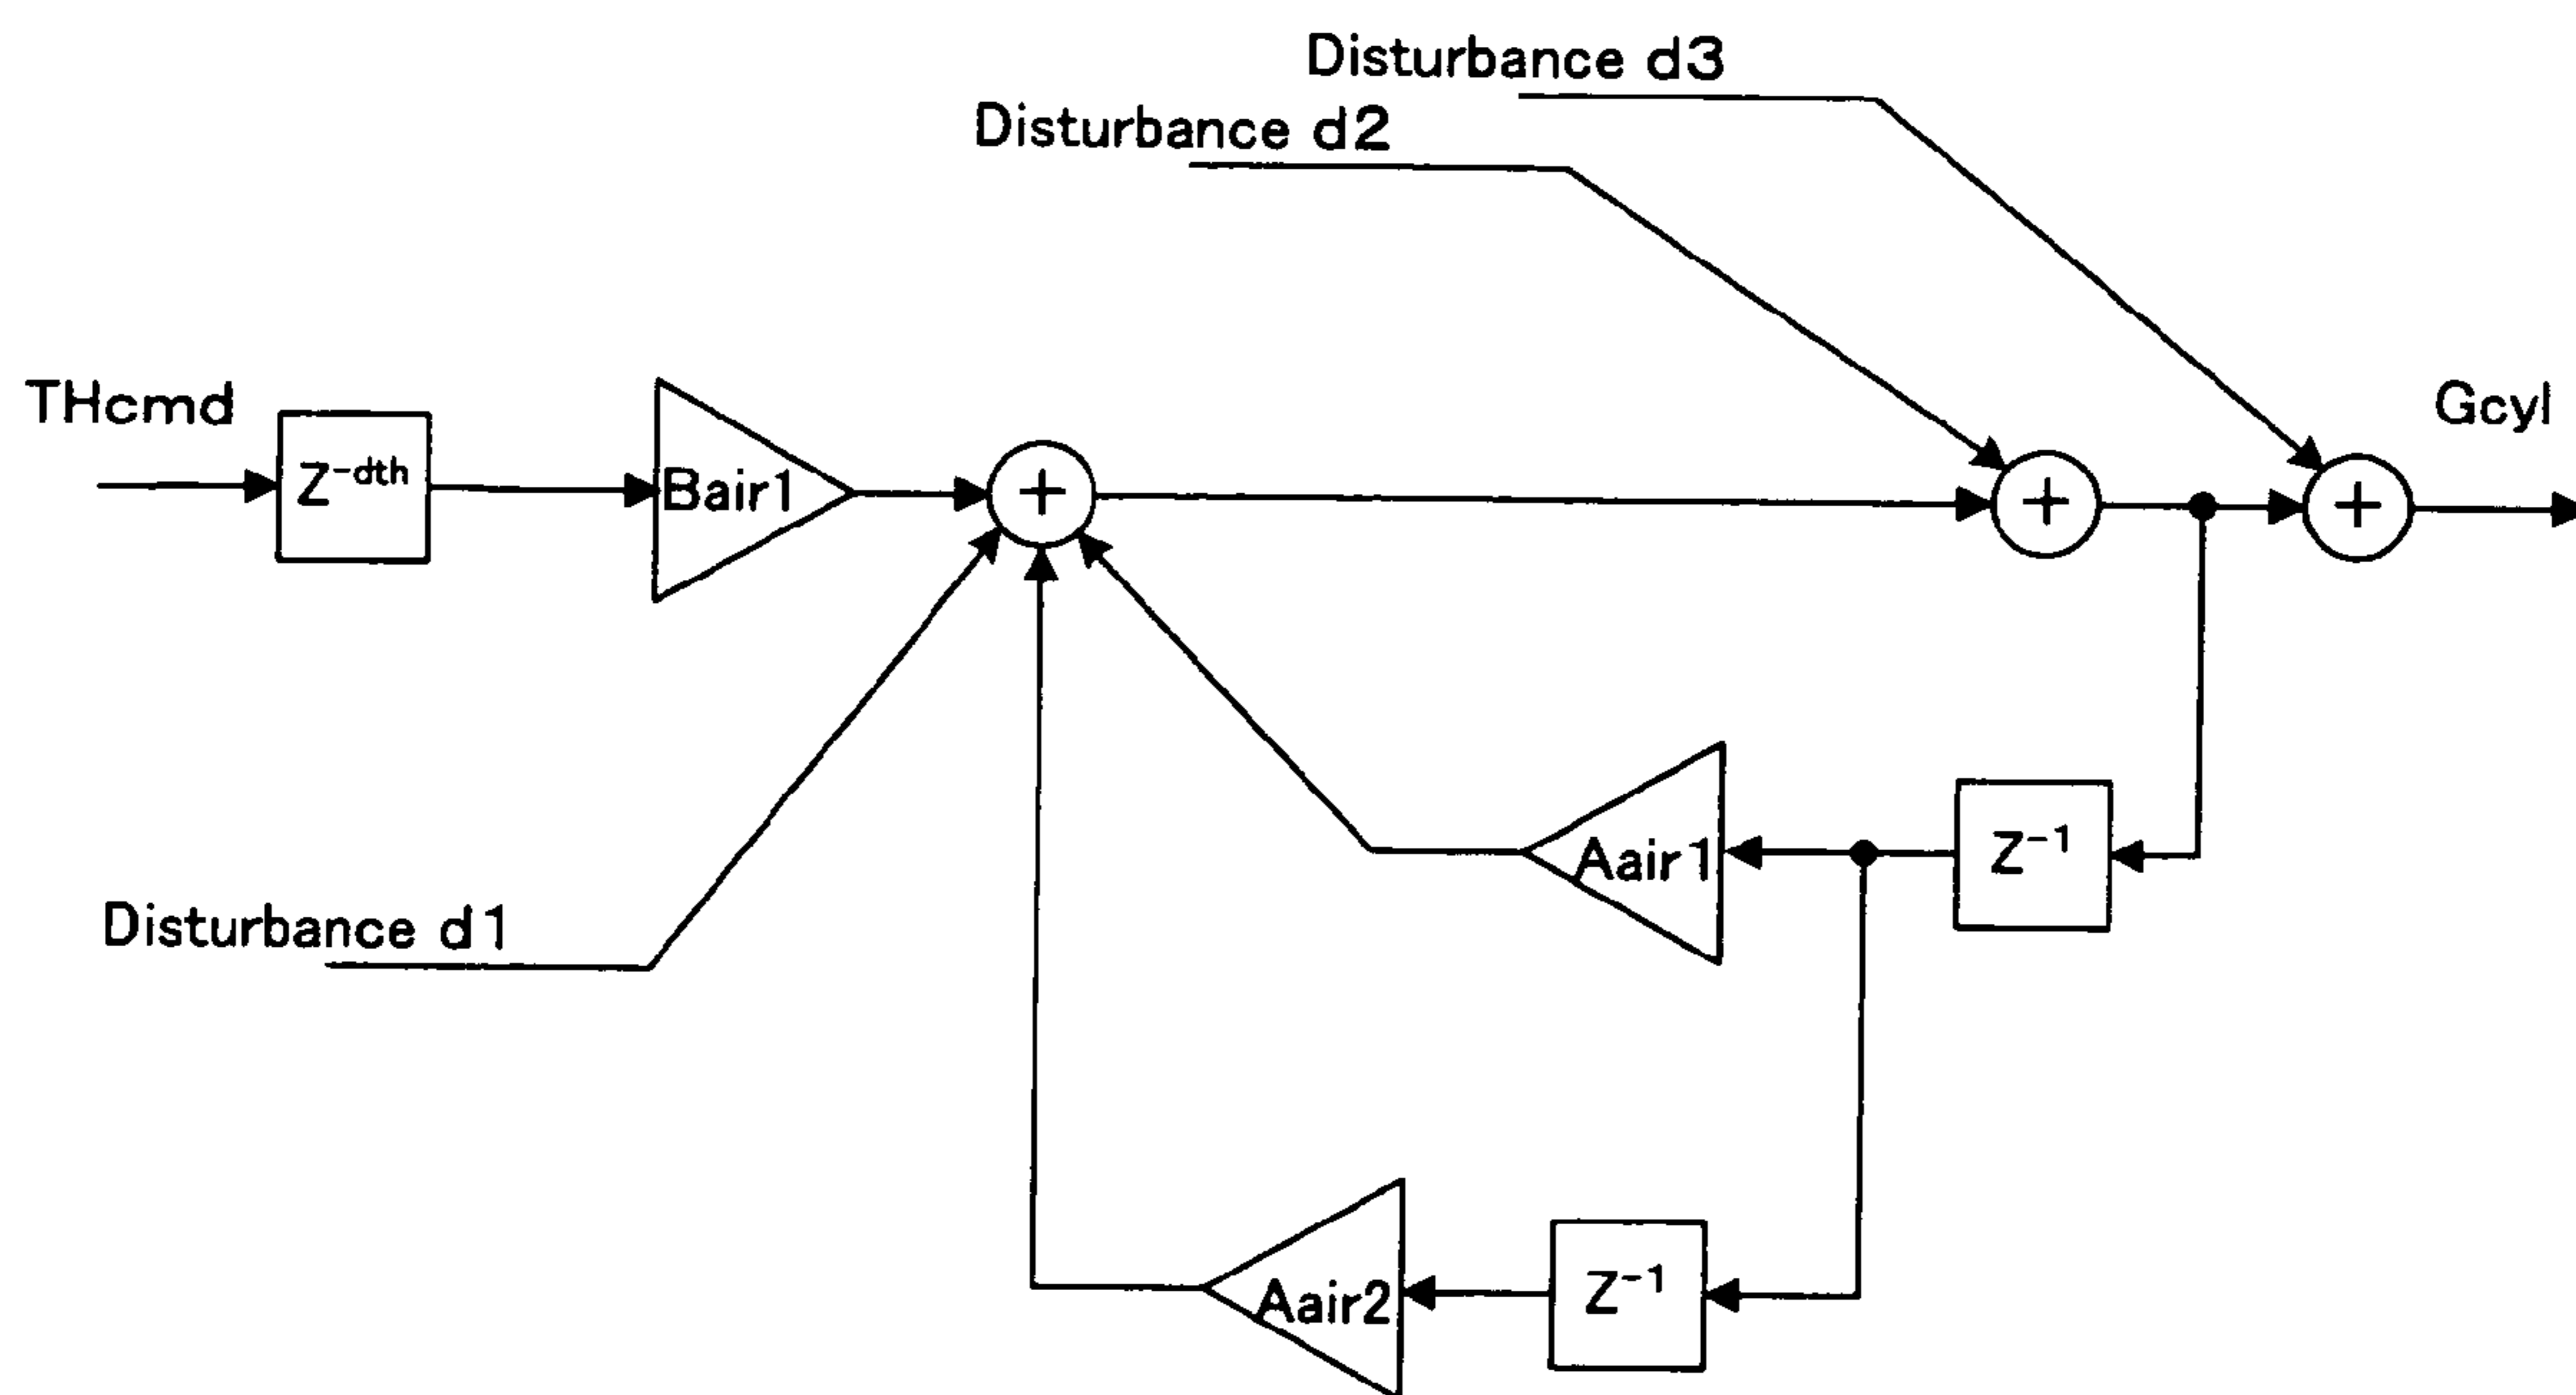 Disturbance d3
Disturbance d2
THcmd
Z⁻ᵈᵗʰ
Bair1
+
+
+
Gcyl
Aair1
Z⁻¹
Disturbance d1
Aair2
Z⁻¹